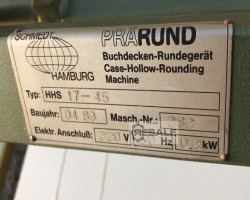 SCHMEDT
HAMBURG
PRÄRUND
Buchdecken-Rundegerät
Case-Hollow-Rounding
Machine
Typ: HHS 17-45
Baujahr: 04 89 Masch.-Nr.
Elektr. Anschluß: V Hz kW
RESALE